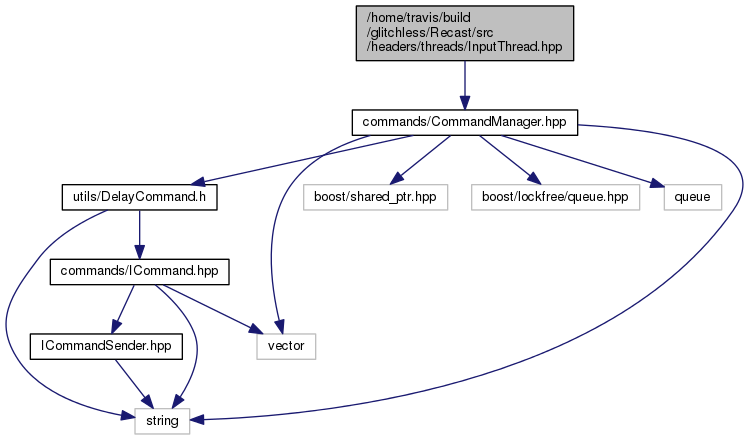 /home/travis/build
/glitchless/Recast/src
/headers/threads/InputThread.hpp
commands/CommandManager.hpp
utils/DelayCommand.h
boost/shared_ptr.hpp
boost/lockfree/queue.hpp
queue
commands/ICommand.hpp
ICommandSender.hpp
vector
string